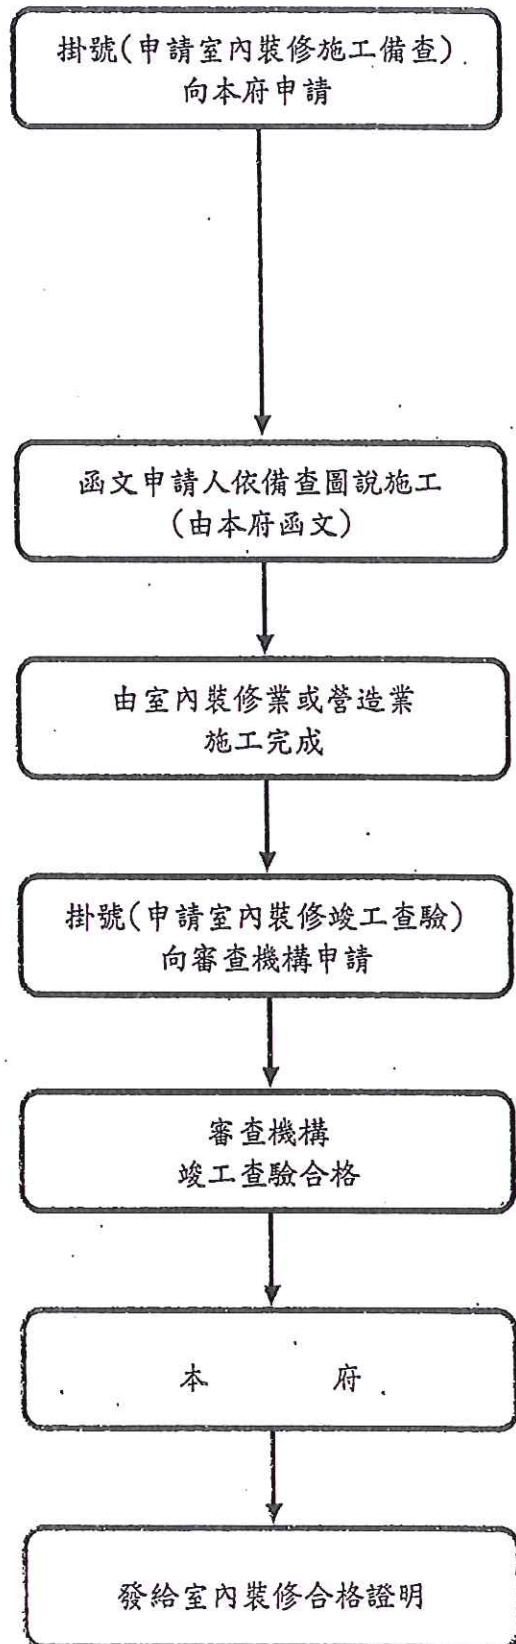 掛號(申請室內裝修施工備查)
向本府申請
函文申請人依備查圖說施工
(由本府函文)
由室內裝修業或營造業
施工完成
掛號(申請室內裝修竣工查驗)
向審查機構申請
審查機構
竣工查驗合格
本 府
發給室內裝修合格證明